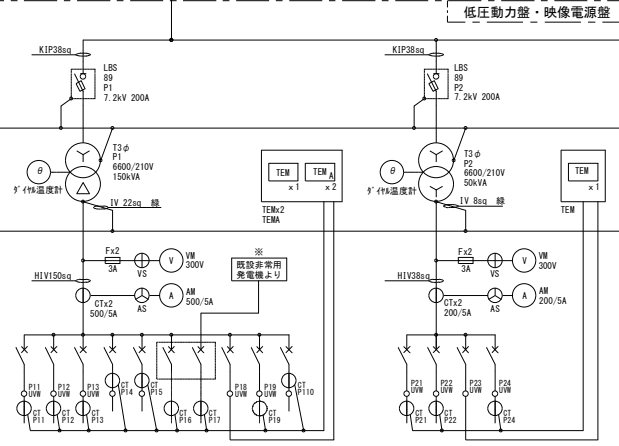 低圧動力盤・映像電源盤
KIP38sq
LBS
89
P1
7.2kV 200A
KIP38sq
LBS
89
P2
7.2kV 200A
T3φ
P1
6600/210V
150kVA
θ
ﾀﾞｲﾔﾙ温度計
IV 22sq 緑
TEM
x1
TEM A
x2
TEMx2
TEMA
T3φ
P2
6600/210V
50kVA
θ
ﾀﾞｲﾔﾙ温度計
IV 8sq 緑
TEM
x1
TEM
Fx2
3A
VS
V
VM
300V
HIV150sq
CTx2
500/5A
AS
A
AM
500/5A
※
既設非常用
発電機より
Fx2
3A
VS
V
VM
300V
HIV38sq
CTx2
200/5A
AS
A
AM
200/5A
P11
UVW
CT
P11
P12
UVW
CT
P12
P13
UVW
CT
P13
CT
P14
CT
P15
CT
P16
CT
P17
P18
UVW
P19
UVW
CT
P19
CT
P110
P21
UVW
CT
P21
P22
UVW
CT
P22
P23
UVW
P24
UVW
CT
P24